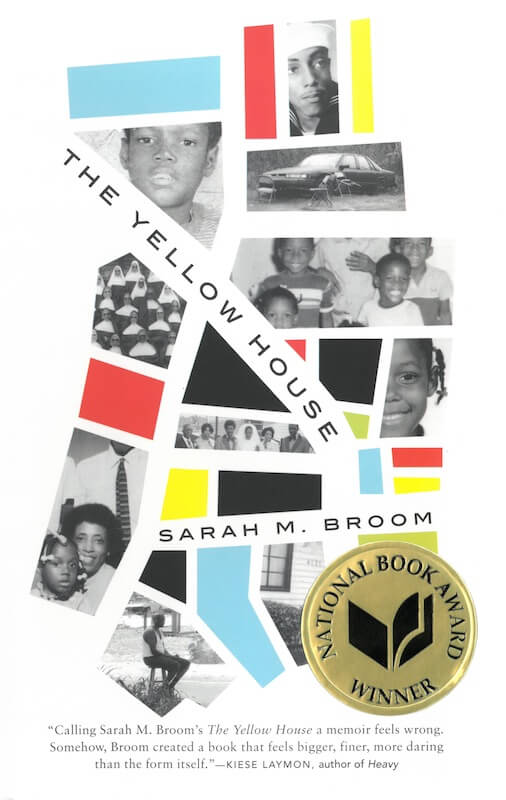 THE YELLOW HOUSE
SARAH M. BROOM
NATIONAL BOOK AWARD
WINNER
“Calling Sarah M. Broom’s The Yellow House a memoir feels wrong.
Somehow, Broom created a book that feels bigger, finer, more daring
than the form itself.”—KIESE LAYMON, author of Heavy